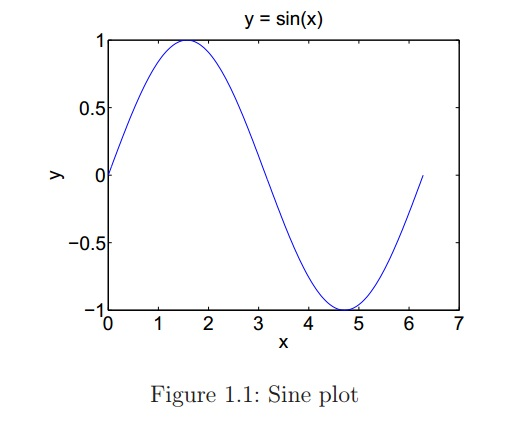 y = sin(x)
1
0.5
0
−0.5
−1
y
0 1 2 3 4 5 6 7
x
Figure 1.1: Sine plot